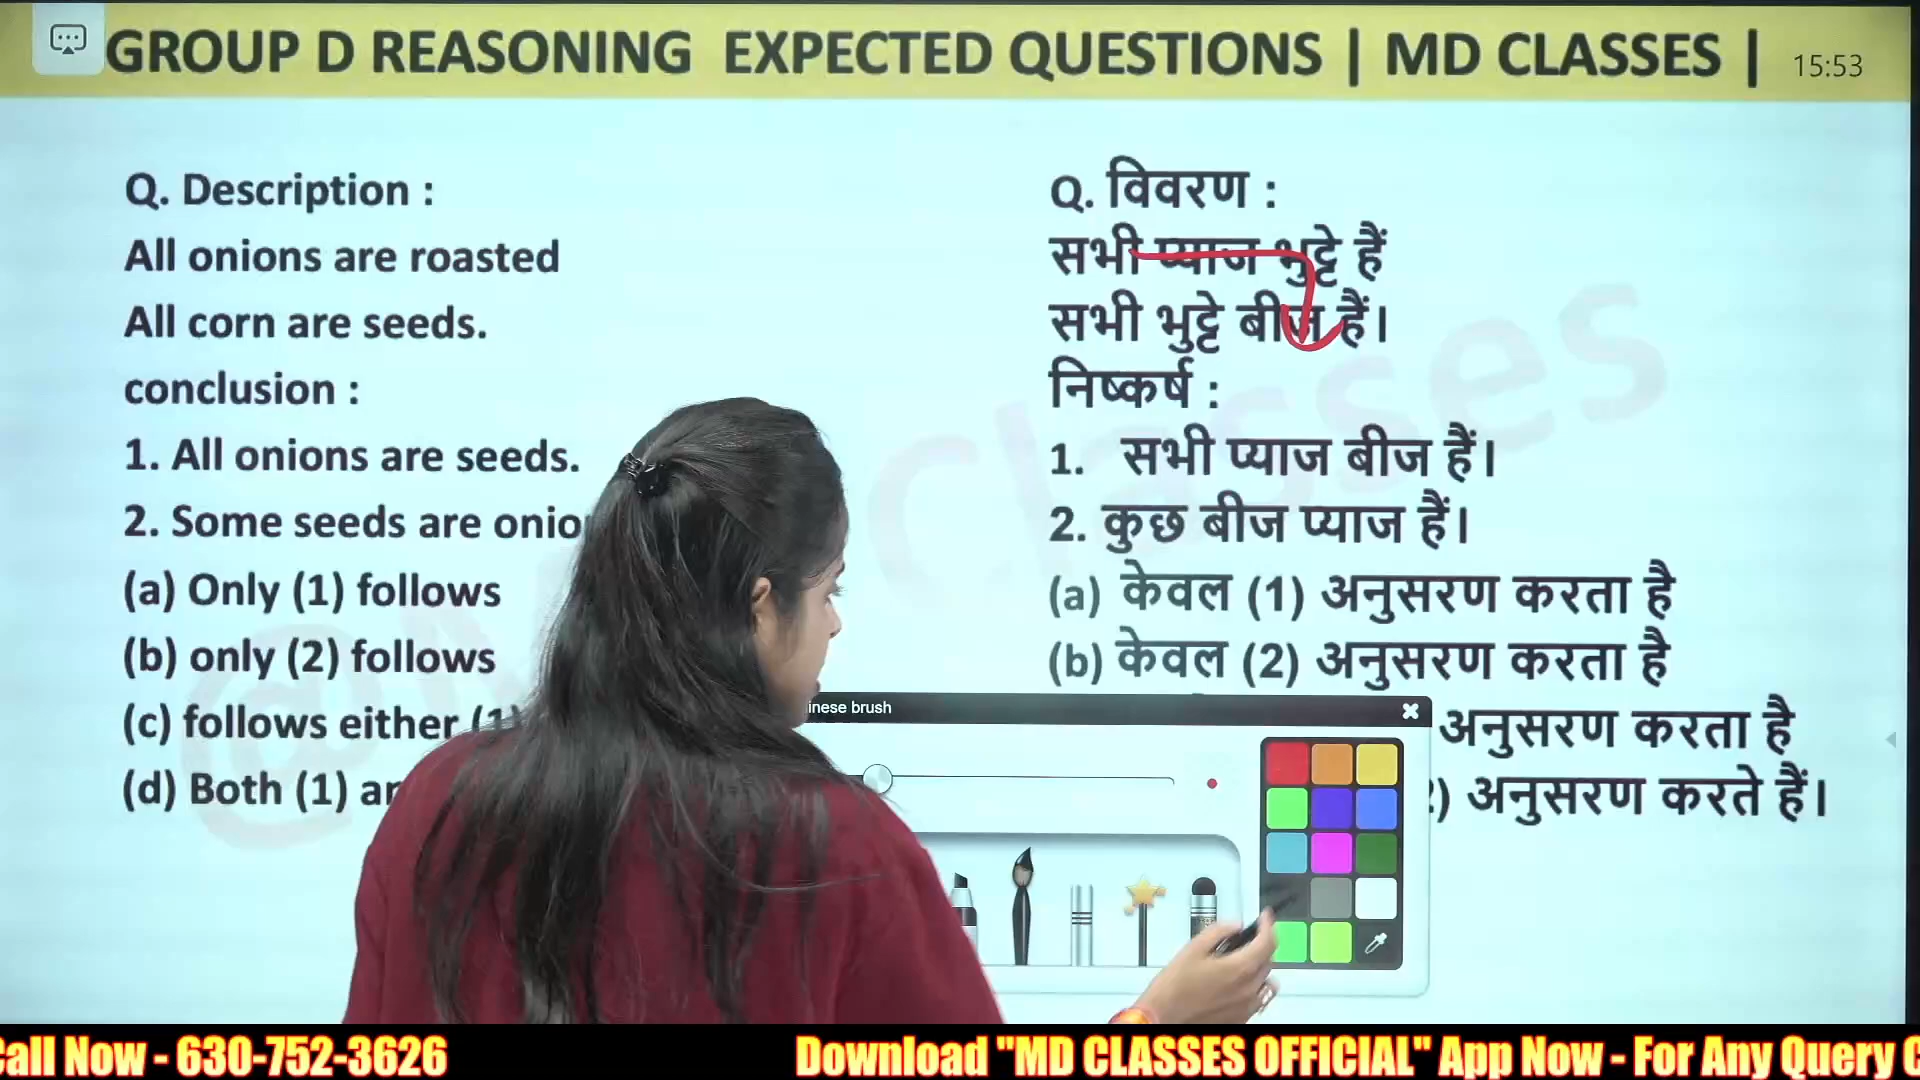 GROUP D REASONING EXPECTED QUESTIONS | MD CLASSES |
15:53
Q. Description :
All onions are roasted
All corn are seeds.
conclusion :
1. All onions are seeds.
2. Some seeds are
(a) Only (1) follows
(b) only (2) follows
(c) follows either (1)
(d) Both (1)
Q. विवरण :
सभी प्याज भुट्टे हैं
सभी भुट्टे बीज हैं।
निष्कर्ष :
1. सभी प्याज बीज हैं।
2. कुछ बीज प्याज हैं।
(a) केवल (1) अनुसरण करता है
(b) केवल (2) अनुसरण करता है
अनुसरण करता है
अनुसरण करते हैं।
brush
Classes
Call Now - 630-752-3626
Download "MD CLASSES OFFICIAL" App Now - For Any Query